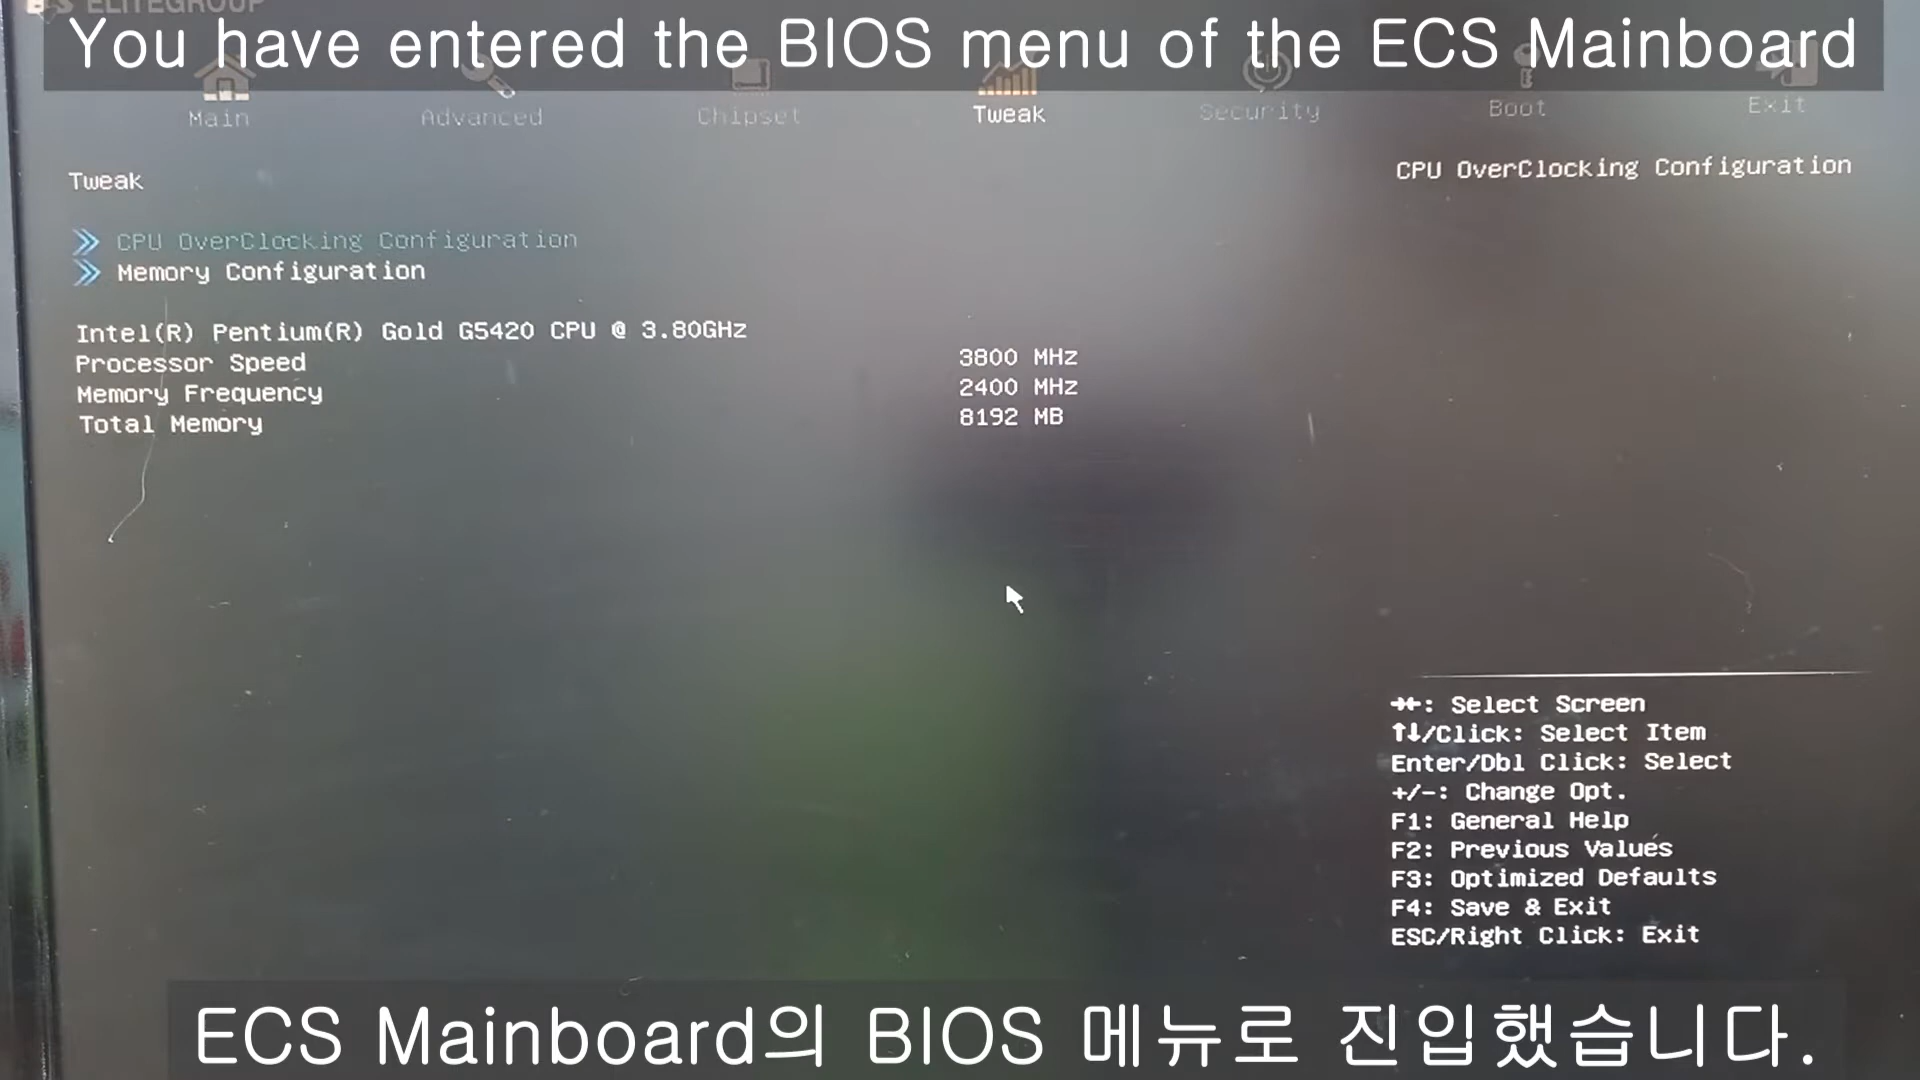 ECS ELITEGROUP
You have entered the BIOS menu of the ECS Mainboard
Main Advanced Chipset Tweak Security Boot Exit
Tweak
CPU OverClocking Configuration
Memory Configuration
Intel(R) Pentium(R) Gold G5420 CPU @ 3.80GHz
Processor Speed 3800 MHz
Memory Frequency 2400 MHz
Total Memory 8192 MB
CPU OverClocking Configuration
→←: Select Screen
↑↓/Click: Select Item
Enter/Dbl Click: Select
+/-: Change Opt.
F1: General Help
F2: Previous Values
F3: Optimized Defaults
F4: Save & Exit
ESC/Right Click: Exit
ECS Mainboard의 BIOS 메뉴로 진입했습니다.